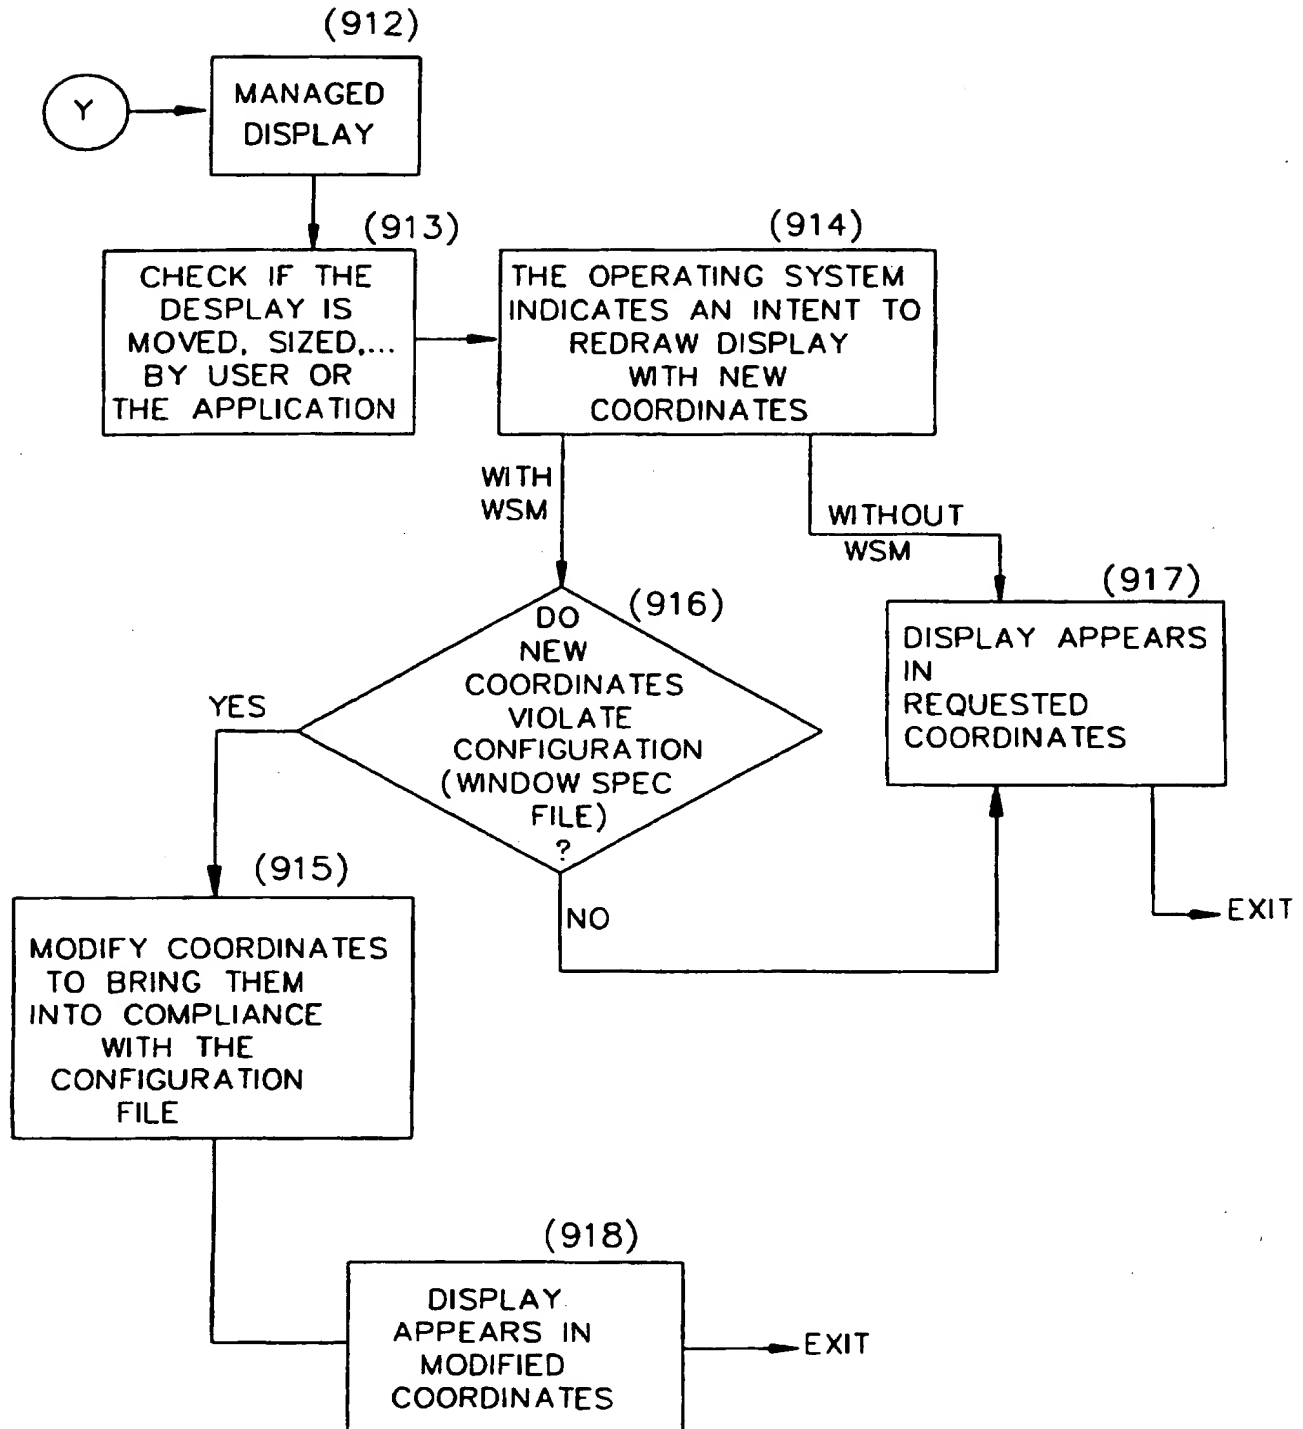 (912)
Y
MANAGED
DISPLAY
(913)
CHECK IF THE
DESPLAY IS
MOVED, SIZED,...
BY USER OR
THE APPLICATION
(914)
THE OPERATING SYSTEM
INDICATES AN INTENT TO
REDRAW DISPLAY
WITH NEW
COORDINATES
WITH
WSM
WITHOUT
WSM
(916)
DO
NEW
COORDINATES
VIOLATE
CONFIGURATION
(WINDOW SPEC
FILE)
?
(917)
DISPLAY APPEARS
IN
REQUESTED
COORDINATES
EXIT
YES
NO
(915)
MODIFY COORDINATES
TO BRING THEM
INTO COMPLIANCE
WITH THE
CONFIGURATION
FILE
(918)
DISPLAY
APPEARS IN
MODIFIED
COORDINATES
EXIT